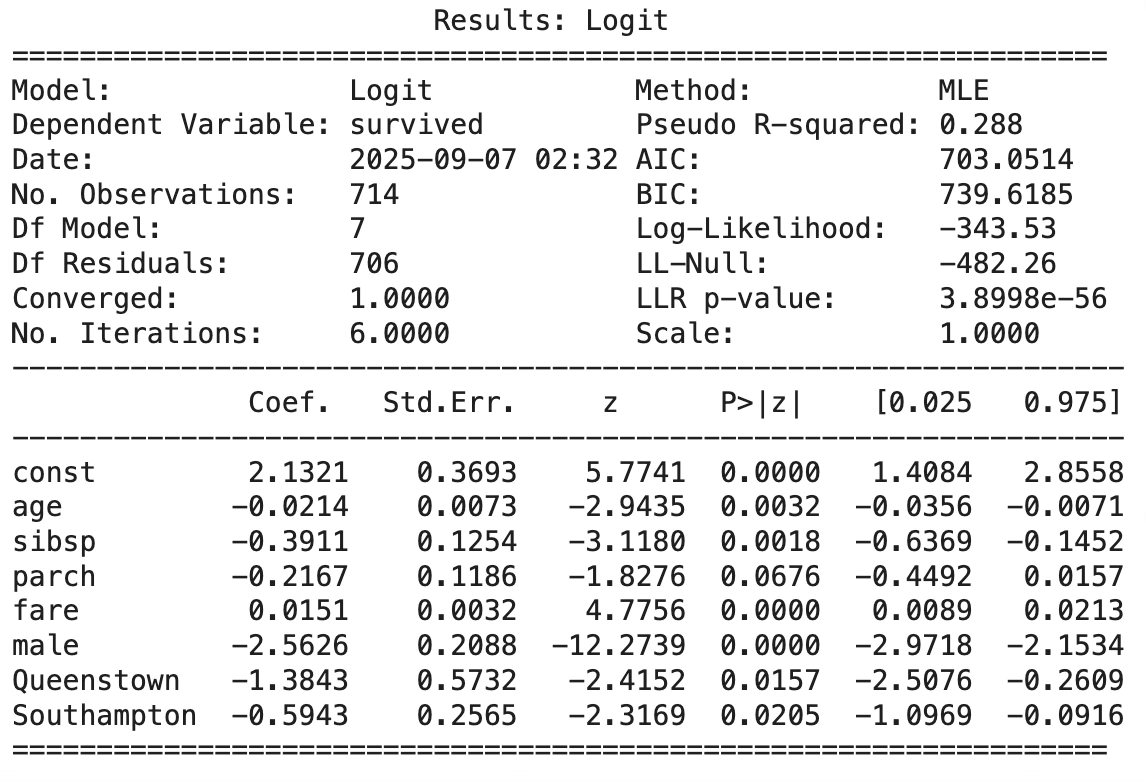 Results: Logit
=================================================================
Model: Logit Method: MLE
Dependent Variable: survived Pseudo R-squared: 0.288
Date: 2025-09-07 02:32 AIC: 703.0514
No. Observations: 714 BIC: 739.6185
Df Model: 7 Log-Likelihood: -343.53
Df Residuals: 706 LL-Null: -482.26
Converged: 1.0000 LLR p-value: 3.8998e-56
No. Iterations: 6.0000 Scale: 1.0000
------------------------------------------------------------------
Coef. Std.Err. z P>|z| [0.025 0.975]
------------------------------------------------------------------
const 2.1321 0.3693 5.7741 0.0000 1.4084 2.8558
age -0.0214 0.0073 -2.9435 0.0032 -0.0356 -0.0071
sibsp -0.3911 0.1254 -3.1180 0.0018 -0.6369 -0.1452
parch -0.2167 0.1186 -1.8276 0.0676 -0.4492 0.0157
fare 0.0151 0.0032 4.7756 0.0000 0.0089 0.0213
male -2.5626 0.2088 -12.2739 0.0000 -2.9718 -2.1534
Queenstown -1.3843 0.5732 -2.4152 0.0157 -2.5076 -0.2609
Southampton -0.5943 0.2565 -2.3169 0.0205 -1.0969 -0.0916
=================================================================